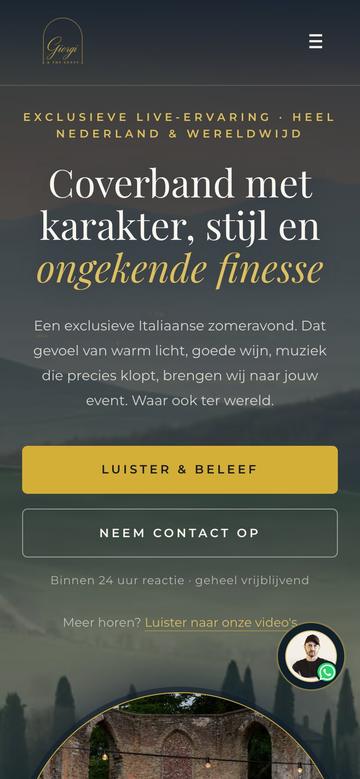 Giorgi
& THE GENTS
EXCLUSIEVE LIVE-ERVARING · HEEL
NEDERLAND & WERELDWIJD
Coverband met
karakter, stijl en
ongekende finesse
Een exclusieve Italiaanse zomeravond. Dat
gevoel van warm licht, goede wijn, muziek
die precies klopt, brengen wij naar jouw
event. Waar ook ter wereld.
LUISTER & BELEEF
NEEM CONTACT OP
Binnen 24 uur reactie · geheel vrijblijvend
Meer horen? Luister naar onze video's